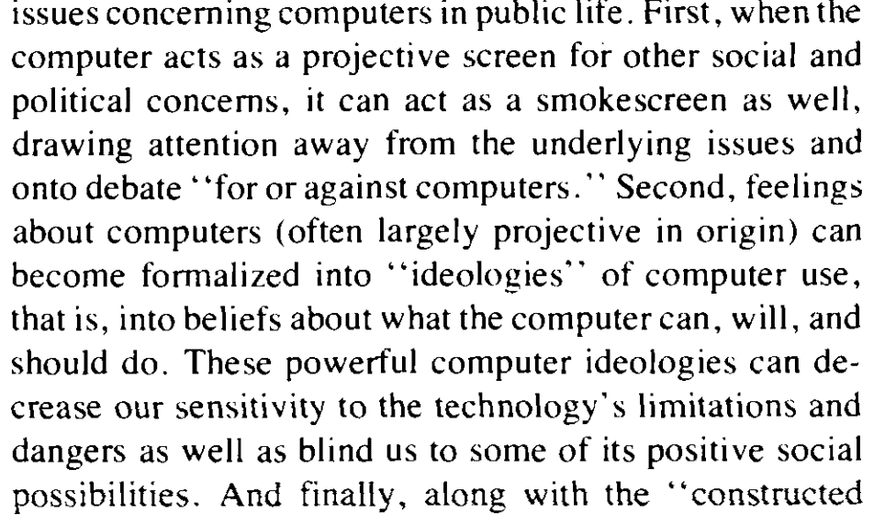 issues concerning computers in public life. First, when the
computer acts as a projective screen for other social and
political concerns, it can act as a smokescreen as well,
drawing attention away from the underlying issues and
onto debate ‘‘for or against computers.’’ Second, feelings
about computers (often largely projective in origin) can
become formalized into ‘‘ideologies’’ of computer use,
that is, into beliefs about what the computer can, will, and
should do. These powerful computer ideologies can de-
crease our sensitivity to the technology's limitations and
dangers as well as blind us to some of its positive social
possibilities. And finally, along with the ‘‘constructed